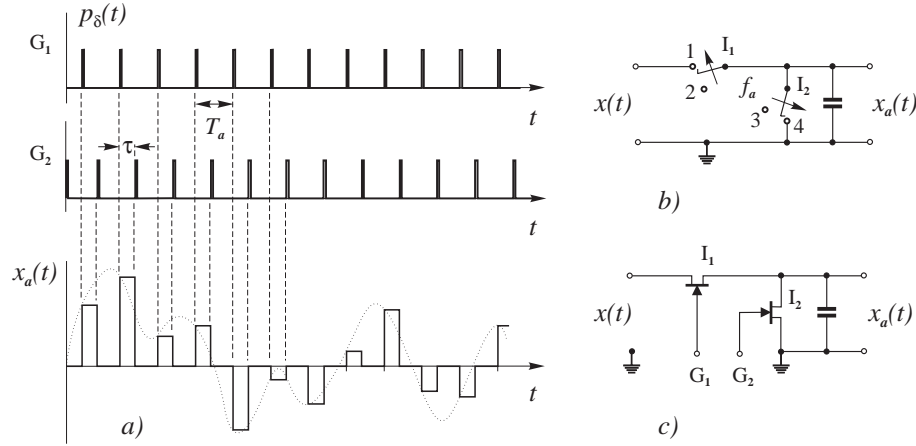 p_δ(t)
G₁
t
T_a
G₂
τ
t
x_a(t)
t
a)
1
I₁
2
f_a
I₂
3
4
x(t)
x_a(t)
b)
I₁
I₂
x(t)
x_a(t)
G₁
G₂
c)